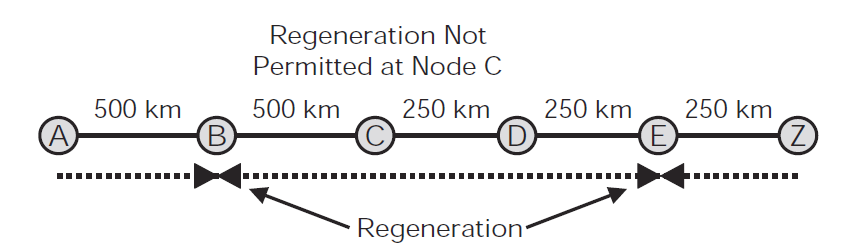 Regeneration Not
Permitted at Node C
500 km 500 km 250 km 250 km 250 km
A B C D E Z
Regeneration